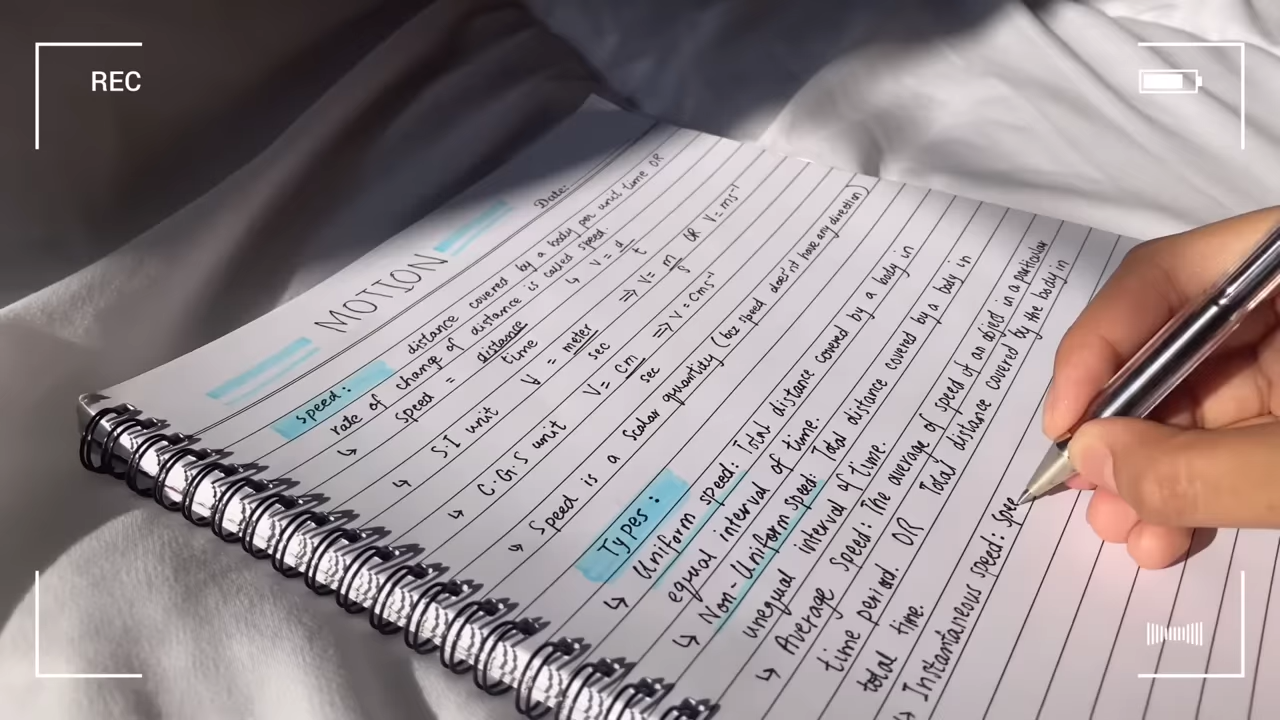 REC
Date:
MOTION
Speed: distance covered by a body per unit time OR
rate of change of distance is called speed.
↳ Speed = distance / time ↳ V = d / t
↳ S.I unit V = meter / sec ⇒ V = m / s OR V = ms⁻¹
↳ C.G.S unit V = cm / sec ⇒ V = cms⁻¹
↳ Speed is a Scalar quantity (bcz speed does'nt have any direction)
Types:
↳ Uniform speed: Total distance covered by a body in
equal interval of time.
↳ Non-Uniform speed: Total distance covered by a body in
unequal interval of time.
↳ Average speed: The average of speed of an object in a particular
time period. OR Total distance covered by the body in
total time.
↳ Instantaneous speed: Spee